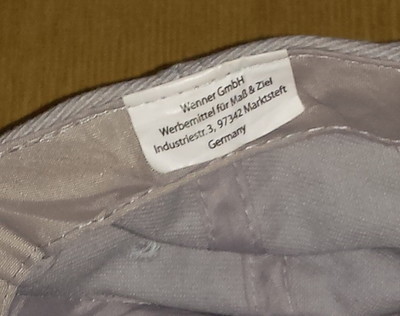 Wenner GmbH
Werbemittel für Maß & Ziel
Industriestr.3, 97342 Marktsteft
Germany